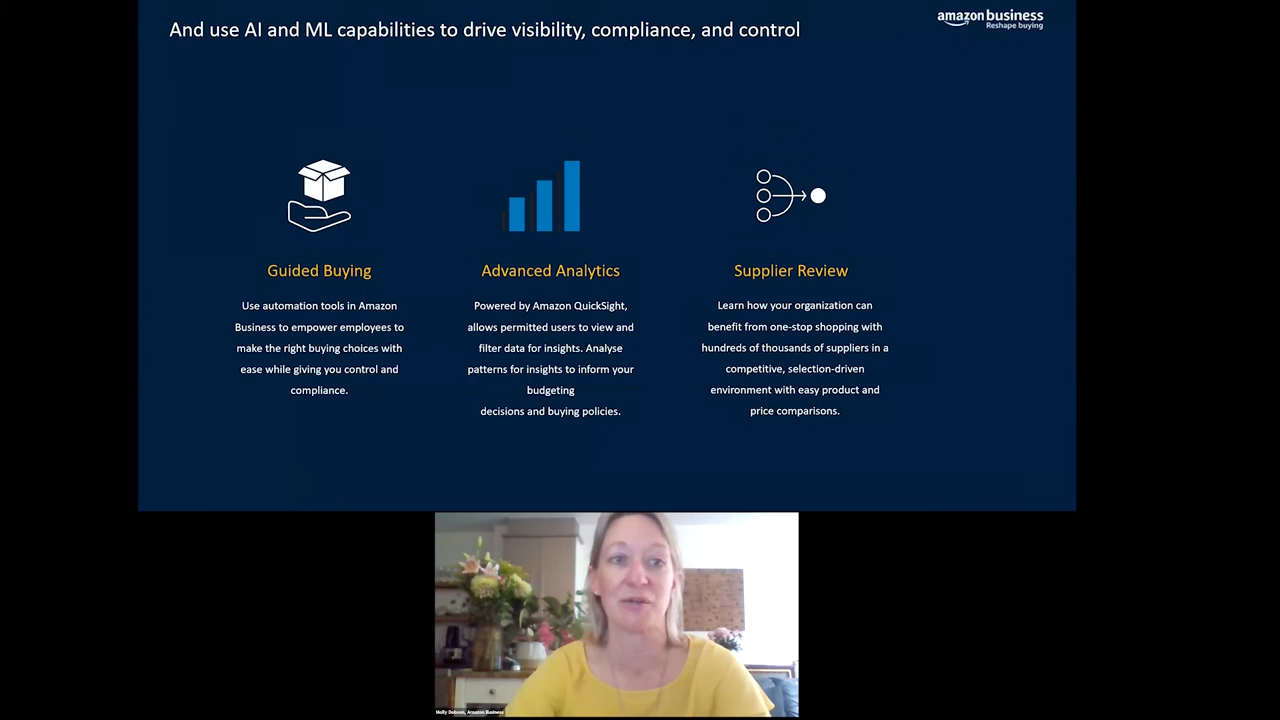 And use AI and ML capabilities to drive visibility, compliance, and control
amazon business
Reshape buying
Guided Buying
Use automation tools in Amazon
Business to empower employees to
make the right buying choices with
ease while giving you control and
compliance.
Advanced Analytics
Powered by Amazon QuickSight,
allows permitted users to view and
filter data for insights. Analyse
patterns for insights to inform your
budgeting
decisions and buying policies.
Supplier Review
Learn how your organization can
benefit from one-stop shopping with
hundreds of thousands of suppliers in a
competitive, selection-driven
environment with easy product and
price comparisons.
Molly Dobson, Amazon Business